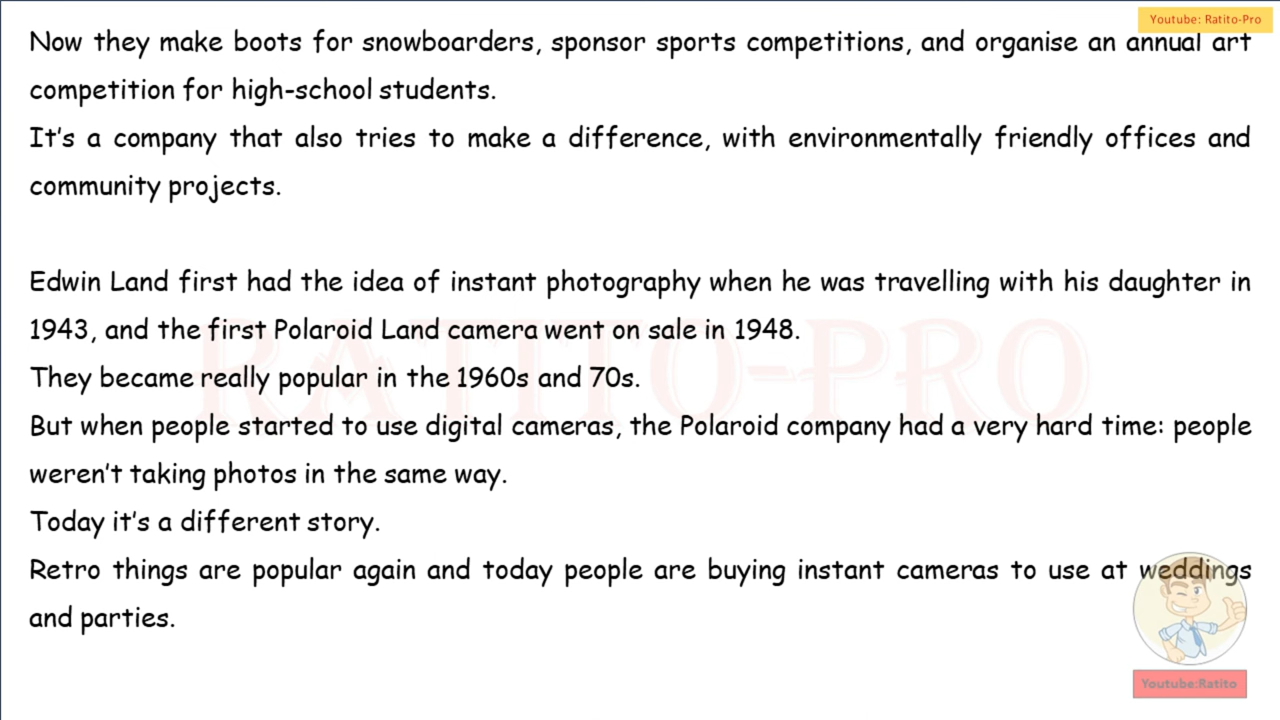 Youtube: Ratito-Pro
Now they make boots for snowboarders, sponsor sports competitions, and organise an annual art
competition for high-school students.
It's a company that also tries to make a difference, with environmentally friendly offices and
community projects.
Edwin Land first had the idea of instant photography when he was travelling with his daughter in
1943, and the first Polaroid Land camera went on sale in 1948.
They became really popular in the 1960s and 70s.
But when people started to use digital cameras, the Polaroid company had a very hard time: people
weren't taking photos in the same way.
Today it's a different story.
Retro things are popular again and today people are buying instant cameras to use at weddings
and parties.
RATITO-PRO
Youtube:Ratito